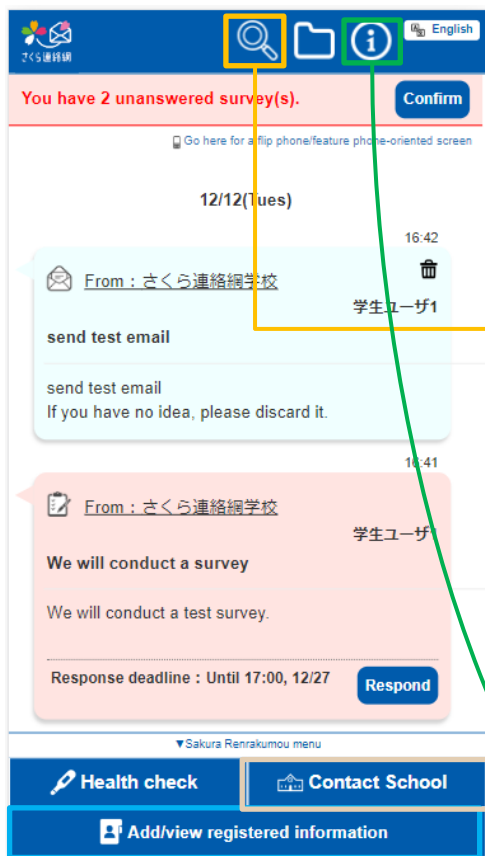 さくら連絡網
English
You have 2 unanswered survey(s).
Confirm
Go here for a flip phone/feature phone-oriented screen
12/12(Tues)
16:42
From：さくら連絡網学校
学生ユーザ1
send test email
send test email
If you have no idea, please discard it.
16:41
From：さくら連絡網学校
学生ユーザ1
We will conduct a survey
We will conduct a test survey.
Response deadline：Until 17:00, 12/27
Respond
▼Sakura Renrakumou menu
Health check
Contact School
Add/view registered information